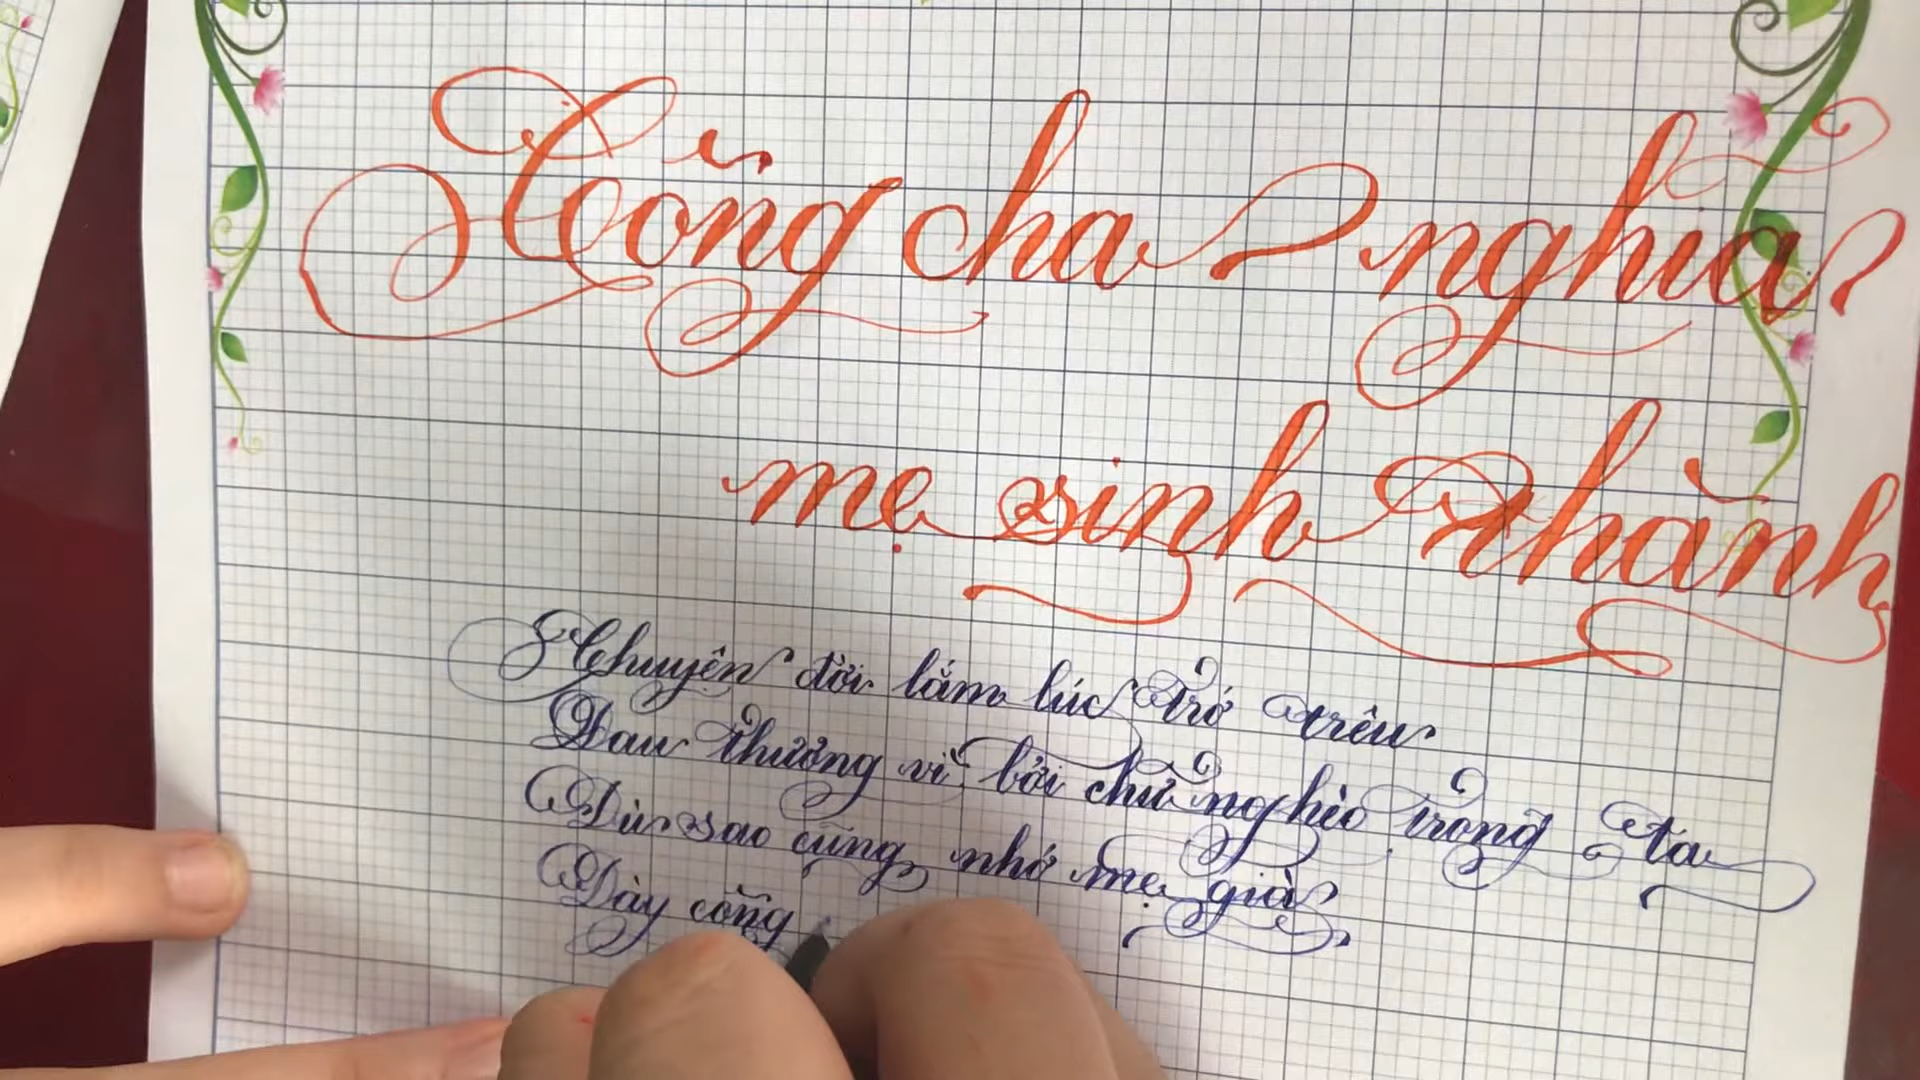 Công cha nghĩa
mẹ sinh thành
Chuyện đời lắm lúc trớ trêu
Đau thương vì bởi chữ nghèo trong ta
Dù sao cũng nhớ mẹ già
Dày công